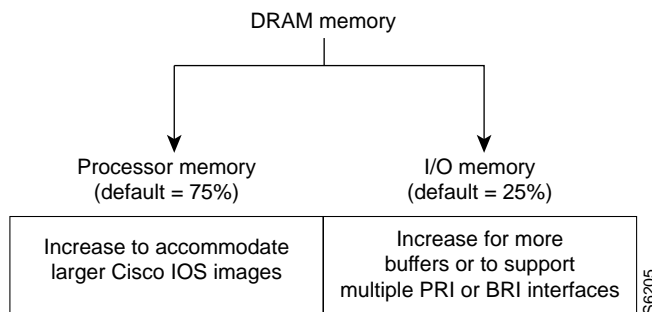 DRAM memory
Processor memory
(default = 75%)
I/O memory
(default = 25%)
Increase to accommodate
larger Cisco IOS images
Increase for more
buffers or to support
multiple PRI or BRI interfaces
S6205